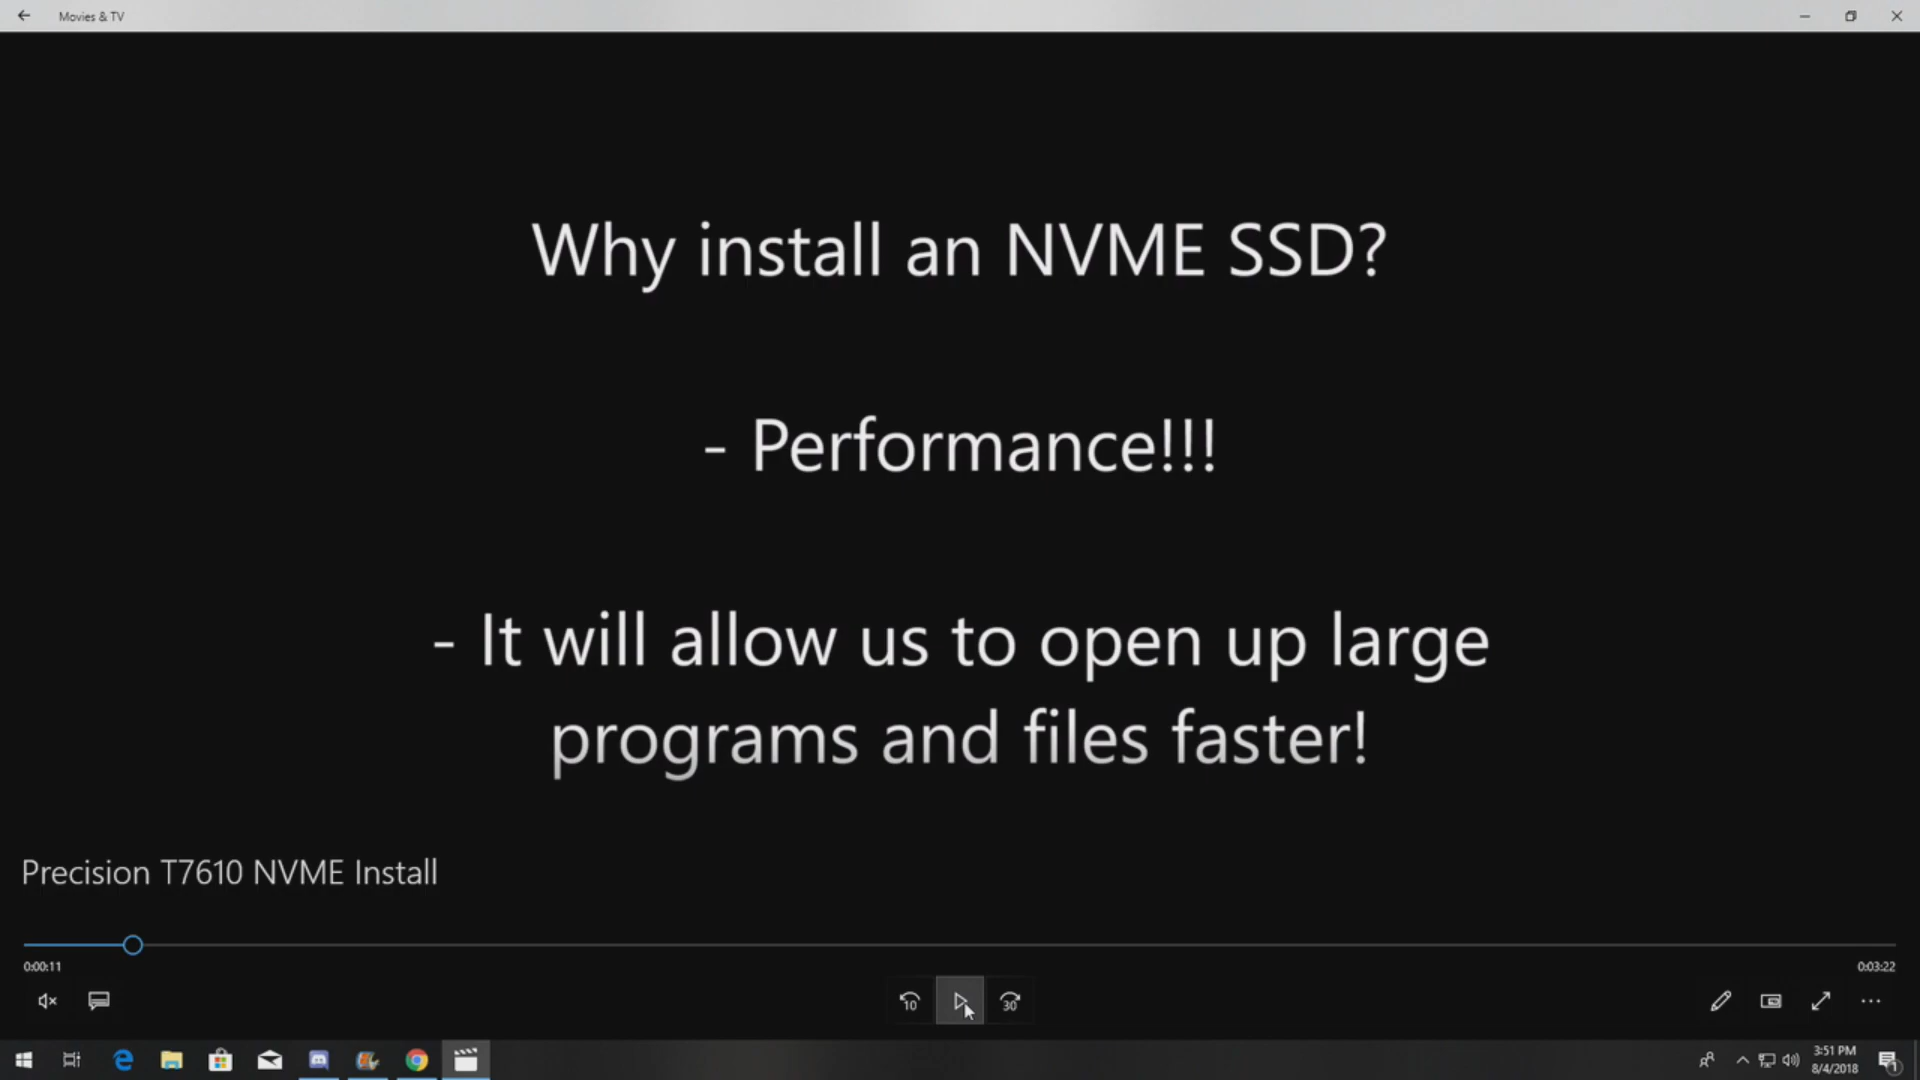 Movies & TV
Why install an NVME SSD?
- Performance!!!
- It will allow us to open up large
programs and files faster!
Precision T7610 NVME Install
0:00:11
0:03:22
10
30
3:51 PM
8/4/2018
1